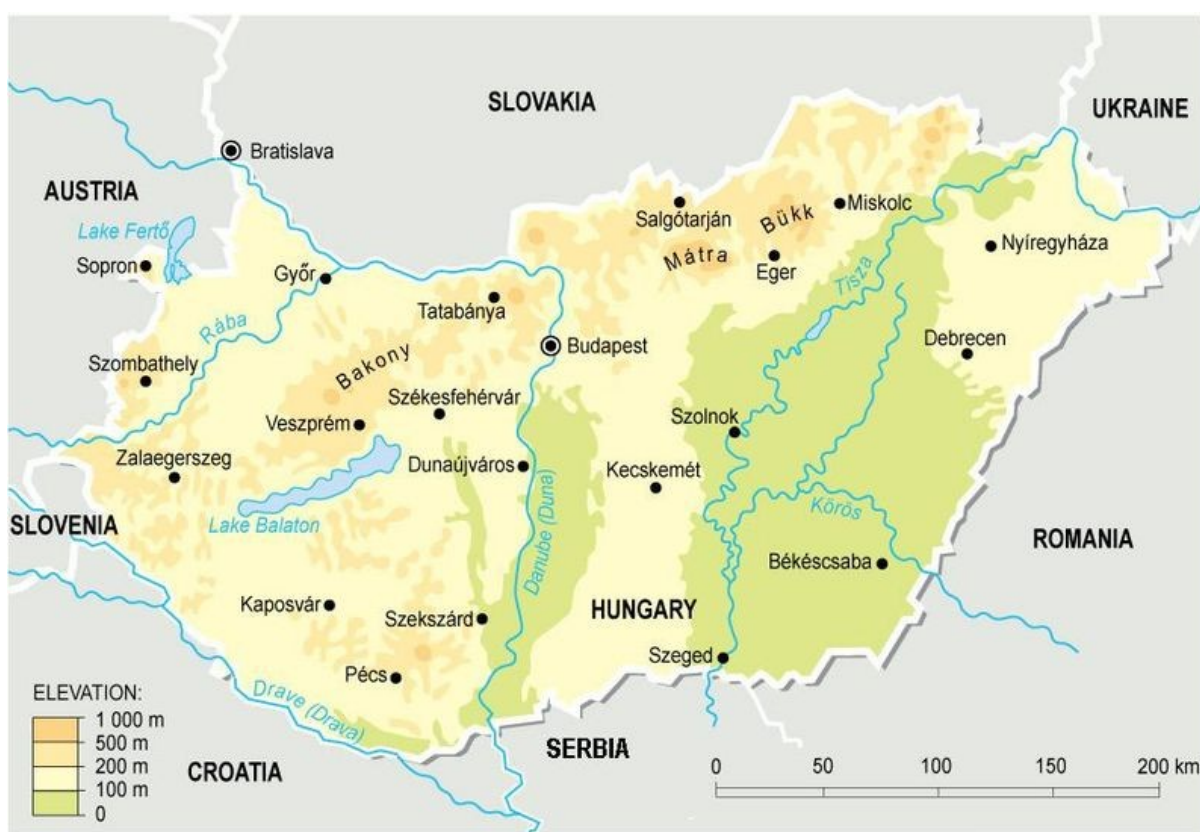 SLOVAKIA
UKRAINE
Bratislava
AUSTRIA
Lake Fertő
Sopron
Győr
Rába
Szombathely
Zalaegerszeg
SLOVENIA
Tatabánya
Bakony
Veszprém
Székesfehérvár
Lake Balaton
Dunaújváros
Danube (Duna)
Budapest
Salgótarján
Mátra
Bükk
Eger
Miskolc
Tisza
Nyíregyháza
Debrecen
Szolnok
Kecskemét
Körös
Békéscsaba
ROMANIA
HUNGARY
Szeged
Kaposvár
Szekszárd
Pécs
Drave (Drava)
CROATIA
SERBIA
ELEVATION:
1 000 m
500 m
200 m
100 m
0
0 50 100 150 200 km